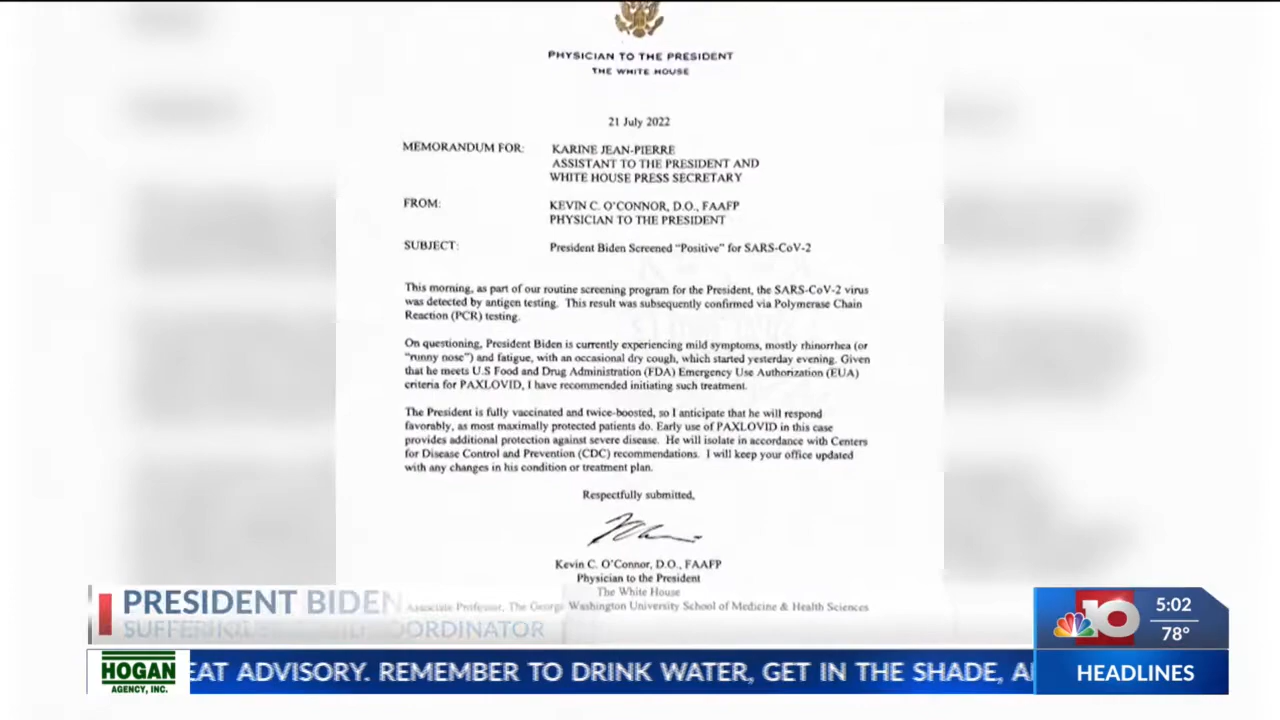 PHYSICIAN TO THE PRESIDENT
THE WHITE HOUSE
21 July 2022
MEMORANDUM FOR: KARINE JEAN-PIERRE
ASSISTANT TO THE PRESIDENT AND
WHITE HOUSE PRESS SECRETARY
FROM: KEVIN C. O'CONNOR, D.O., FAAFP
PHYSICIAN TO THE PRESIDENT
SUBJECT: President Biden Screened “Positive” for SARS-CoV-2
This morning, as part of our routine screening program for the President, the SARS-CoV-2 virus
was detected by antigen testing. This result was subsequently confirmed via Polymerase Chain
Reaction (PCR) testing.
On questioning, President Biden is currently experiencing mild symptoms, mostly rhinorrhea (or
“runny nose”) and fatigue, with an occasional dry cough, which started yesterday evening. Given
that he meets U.S Food and Drug Administration (FDA) Emergency Use Authorization (EUA)
criteria for PAXLOVID, I have recommended initiating such treatment.
The President is fully vaccinated and twice-boosted, so I anticipate that he will respond
favorably, as most maximally protected patients do. Early use of PAXLOVID in this case
provides additional protection against severe disease. He will isolate in accordance with Centers
for Disease Control and Prevention (CDC) recommendations. I will keep your office updated
with any changes in his condition or treatment plan.
Respectfully submitted,
Kevin C. O'Connor, D.O., FAAFP
Physician to the President
The White House
Associate Professor, The George Washington University School of Medicine & Health Sciences
PRESIDENT BIDEN
10
5:02
78°
HOGAN
AGENCY, INC.
EAT ADVISORY. REMEMBER TO DRINK WATER, GET IN THE SHADE, A
HEADLINES